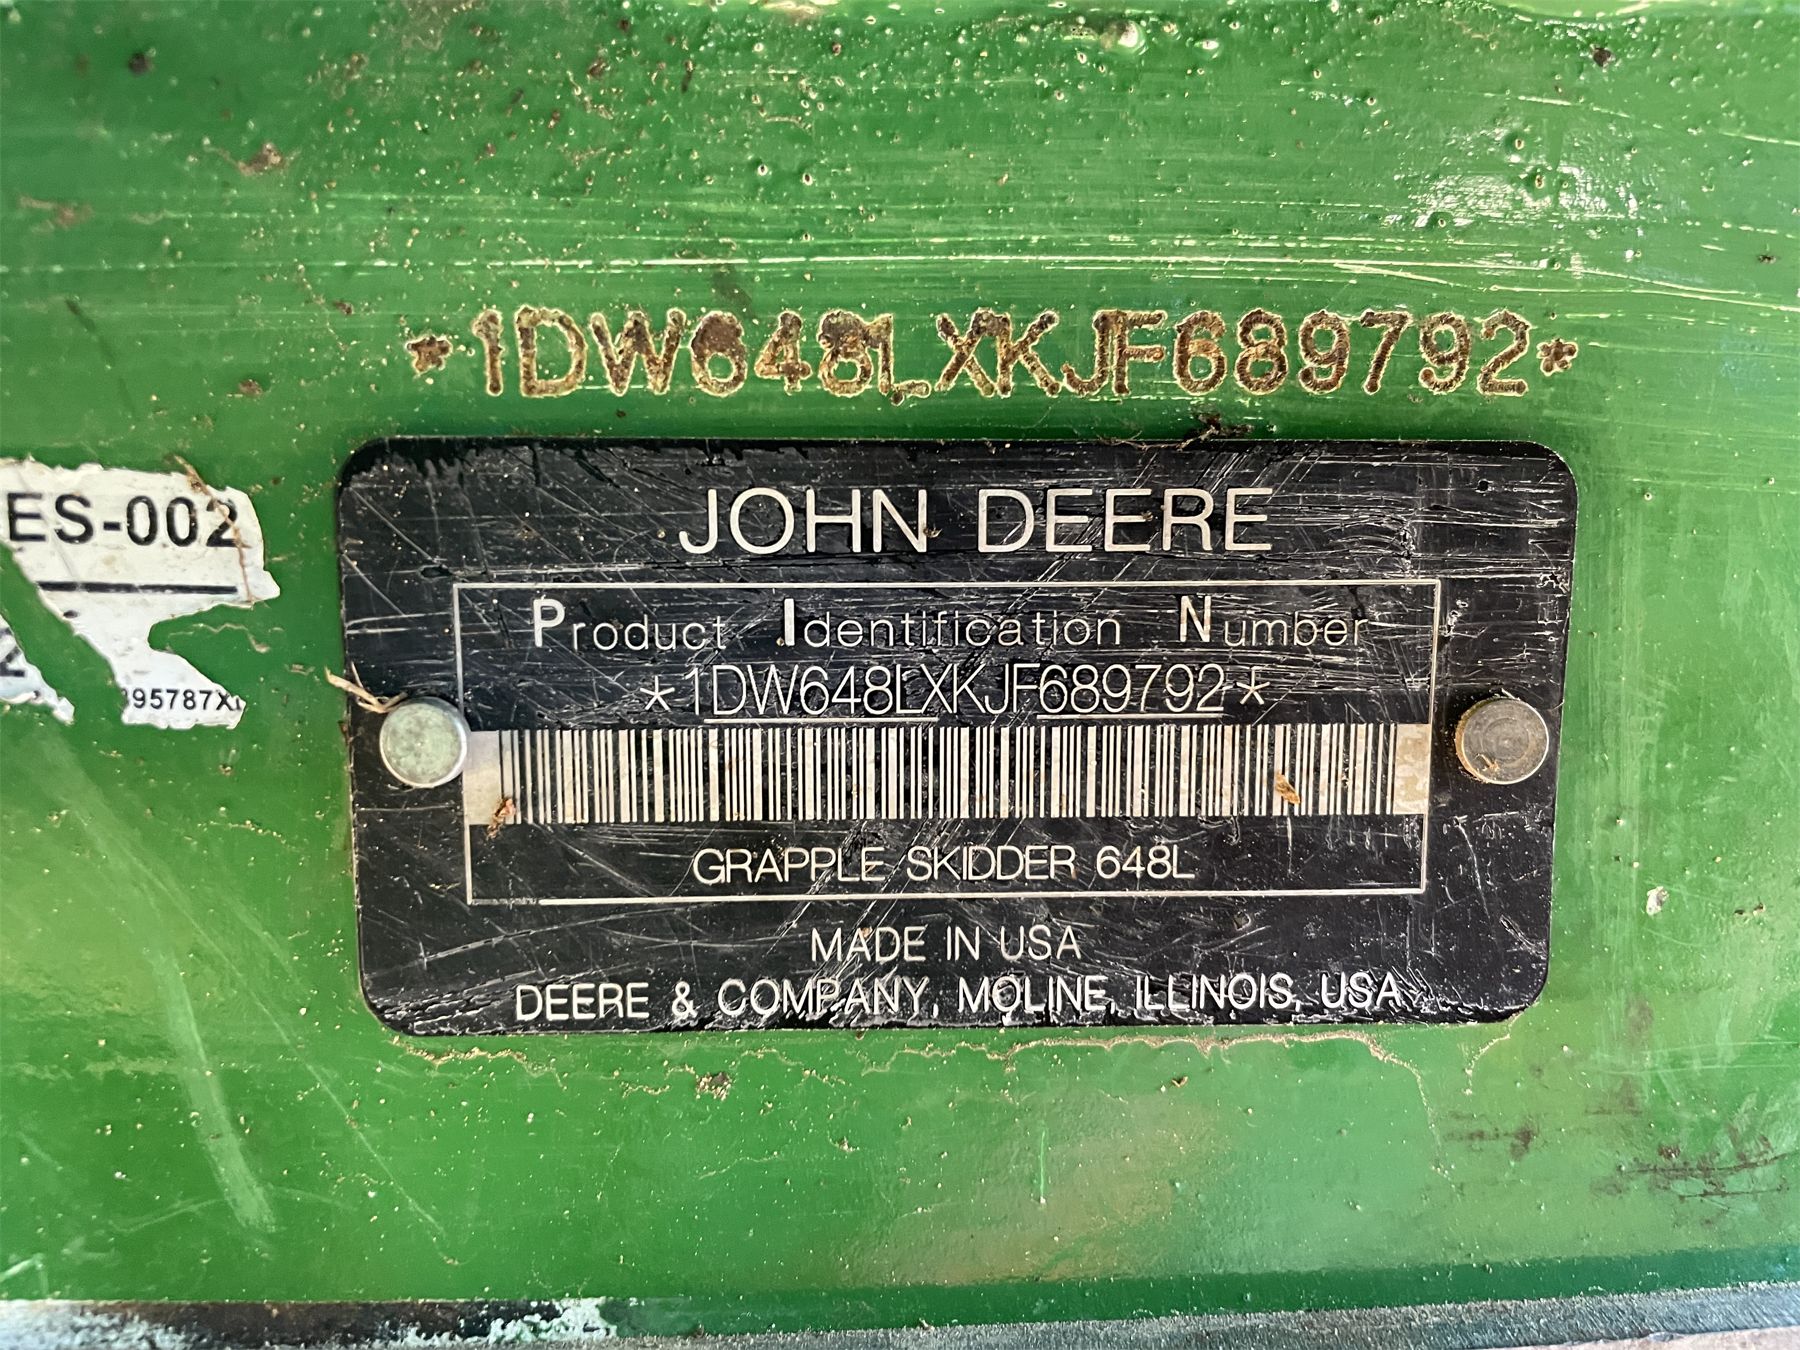 *1DW648LXKJF689792*
JOHN DEERE
Product Identification Number
*1DW648LXKJF689792*
GRAPPLE SKIDDER 648L
MADE IN USA
DEERE & COMPANY, MOLINE, ILLINOIS, USA
ES-002